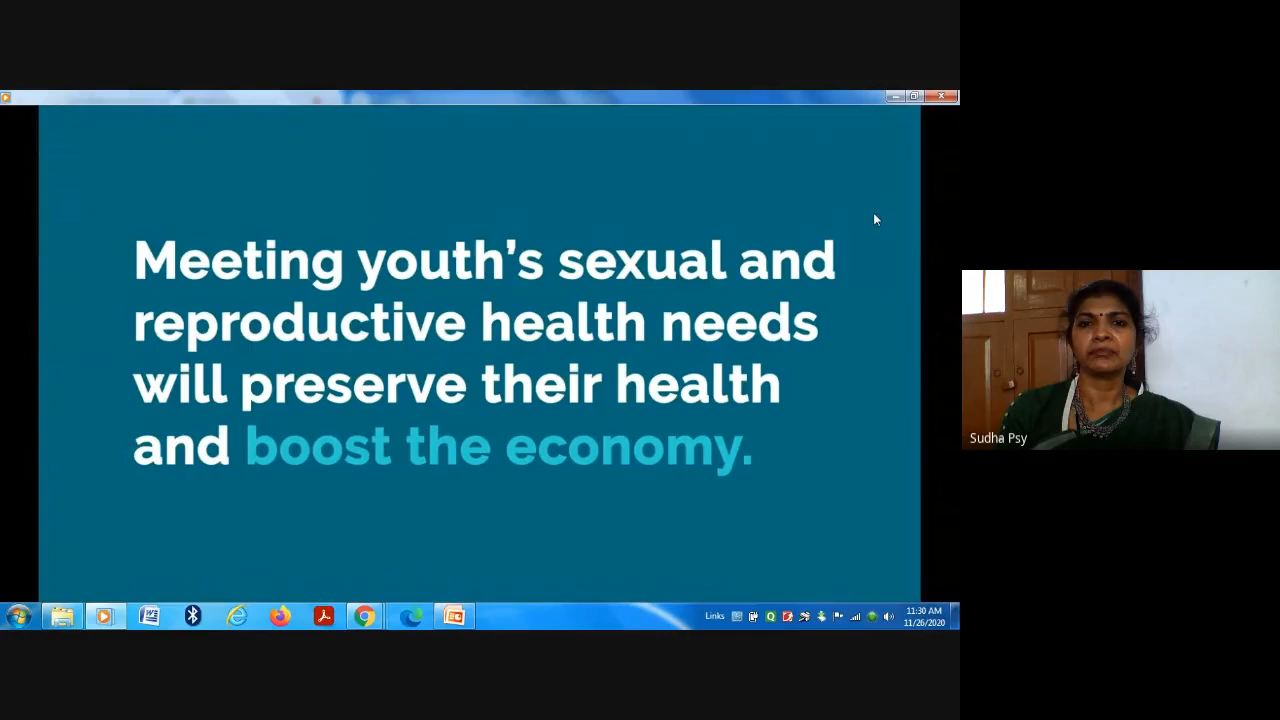 Meeting youth's sexual and
reproductive health needs
will preserve their health
and boost the economy.
Sudha Psy
Links
11:30 AM
11/26/2020